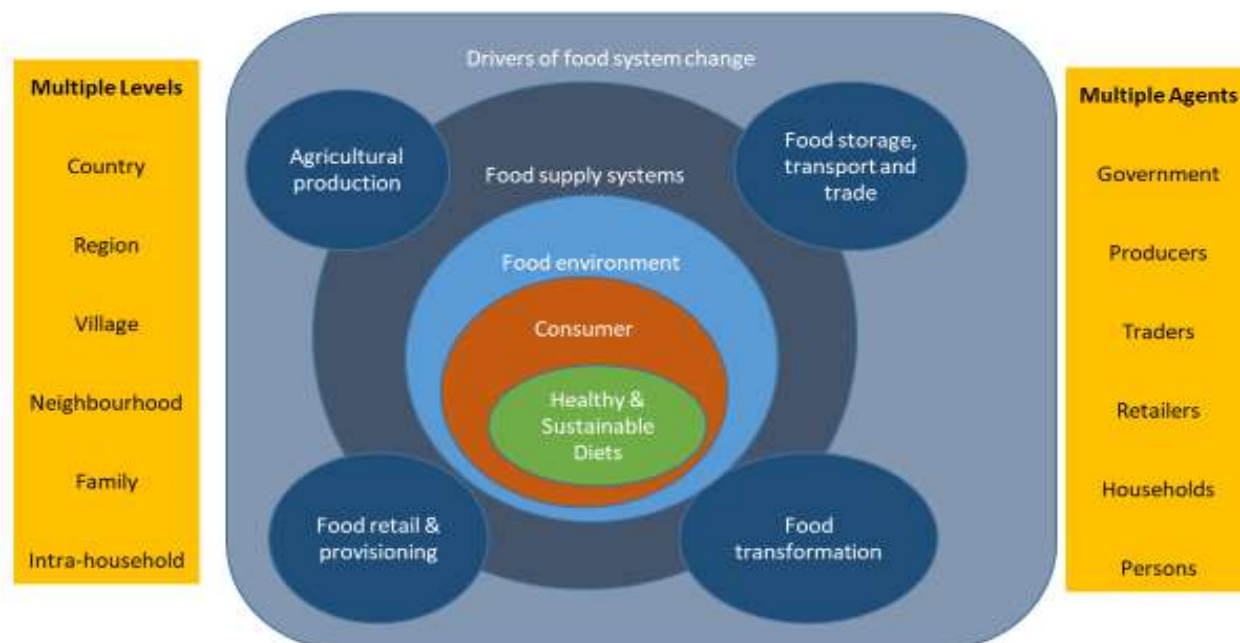 Multiple Levels
Country
Region
Village
Neighbourhood
Family
Intra-household
Drivers of food system change
Agricultural
production
Food storage,
transport and
trade
Food supply systems
Food environment
Consumer
Healthy &
Sustainable
Diets
Food retail &
provisioning
Food
transformation
Multiple Agents
Government
Producers
Traders
Retailers
Households
Persons